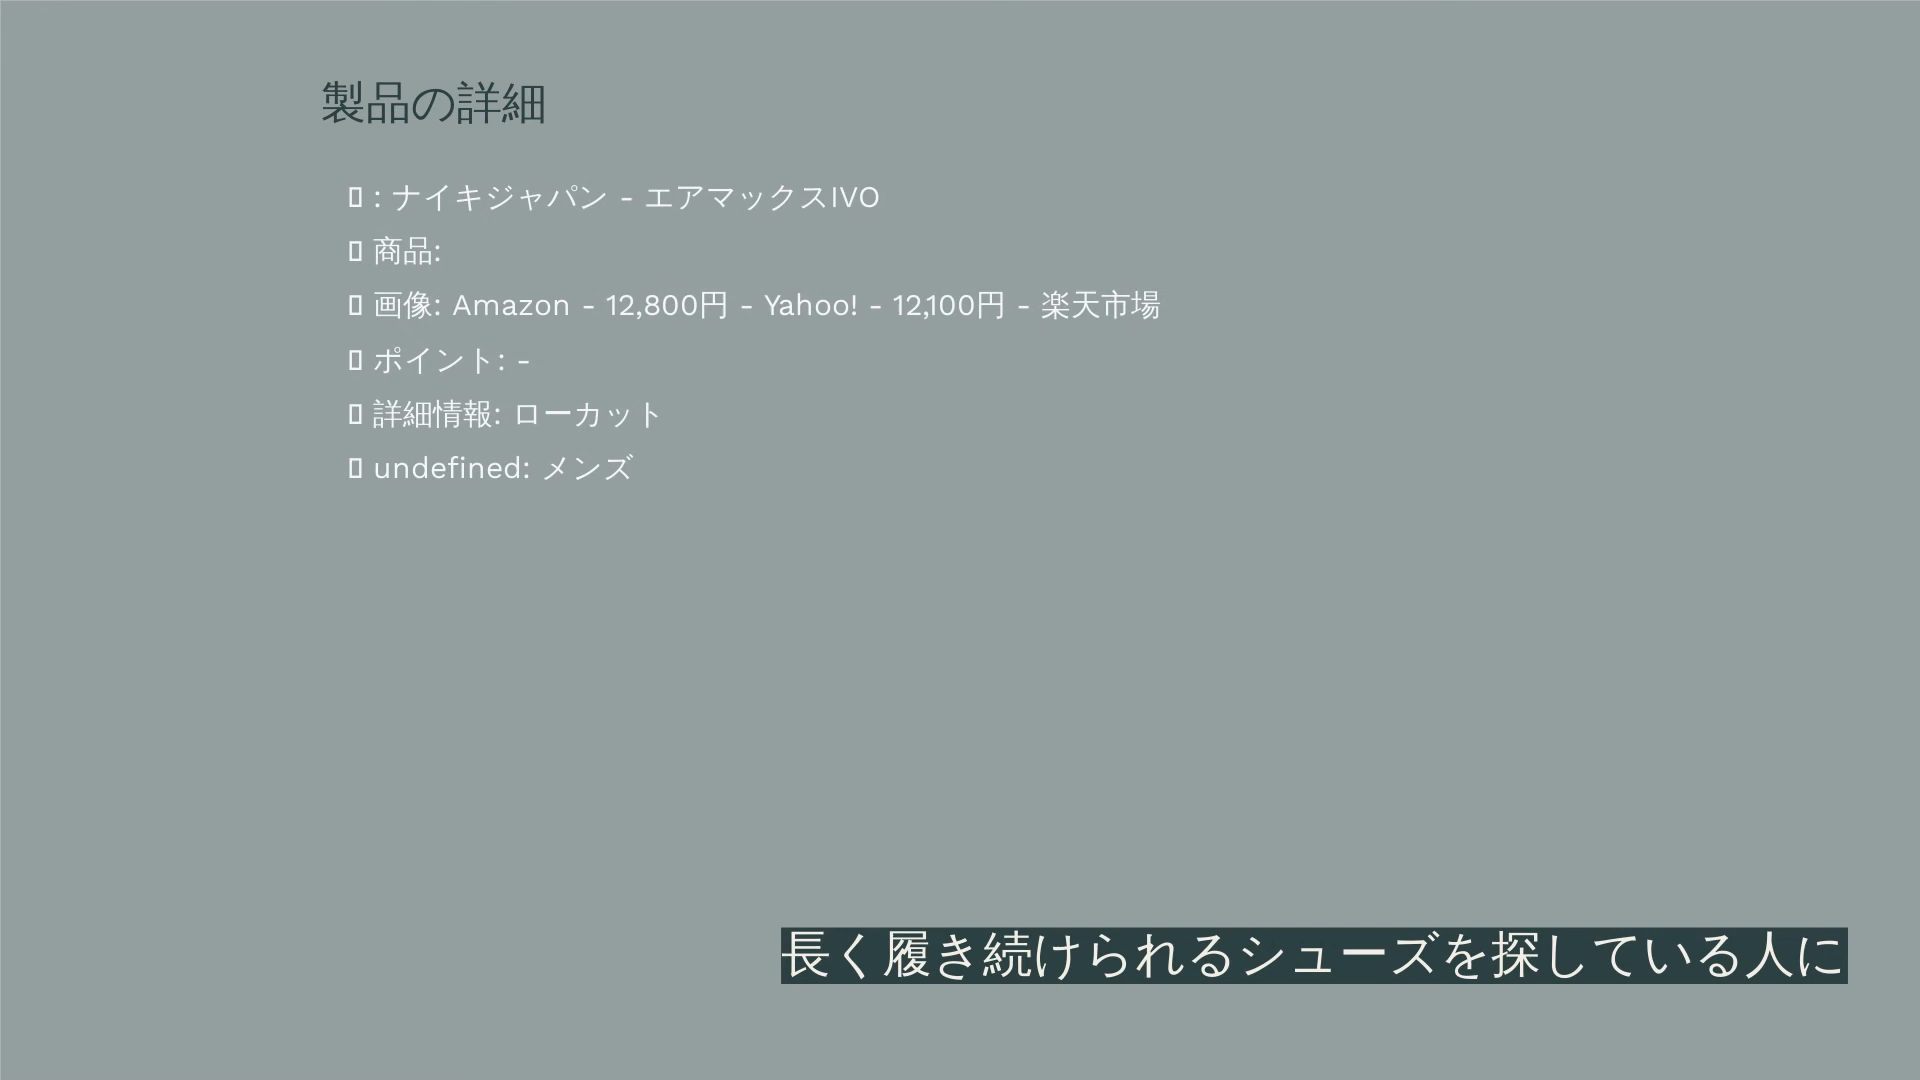 製品の詳細
▯ : ナイキジャパン - エアマックスIVO
▯ 商品:
▯ 画像: Amazon - 12,800円 - Yahoo! - 12,100円 - 楽天市場
▯ ポイント: -
▯ 詳細情報: ローカット
▯ undefined: メンズ
長く履き続けられるシューズを探している人に